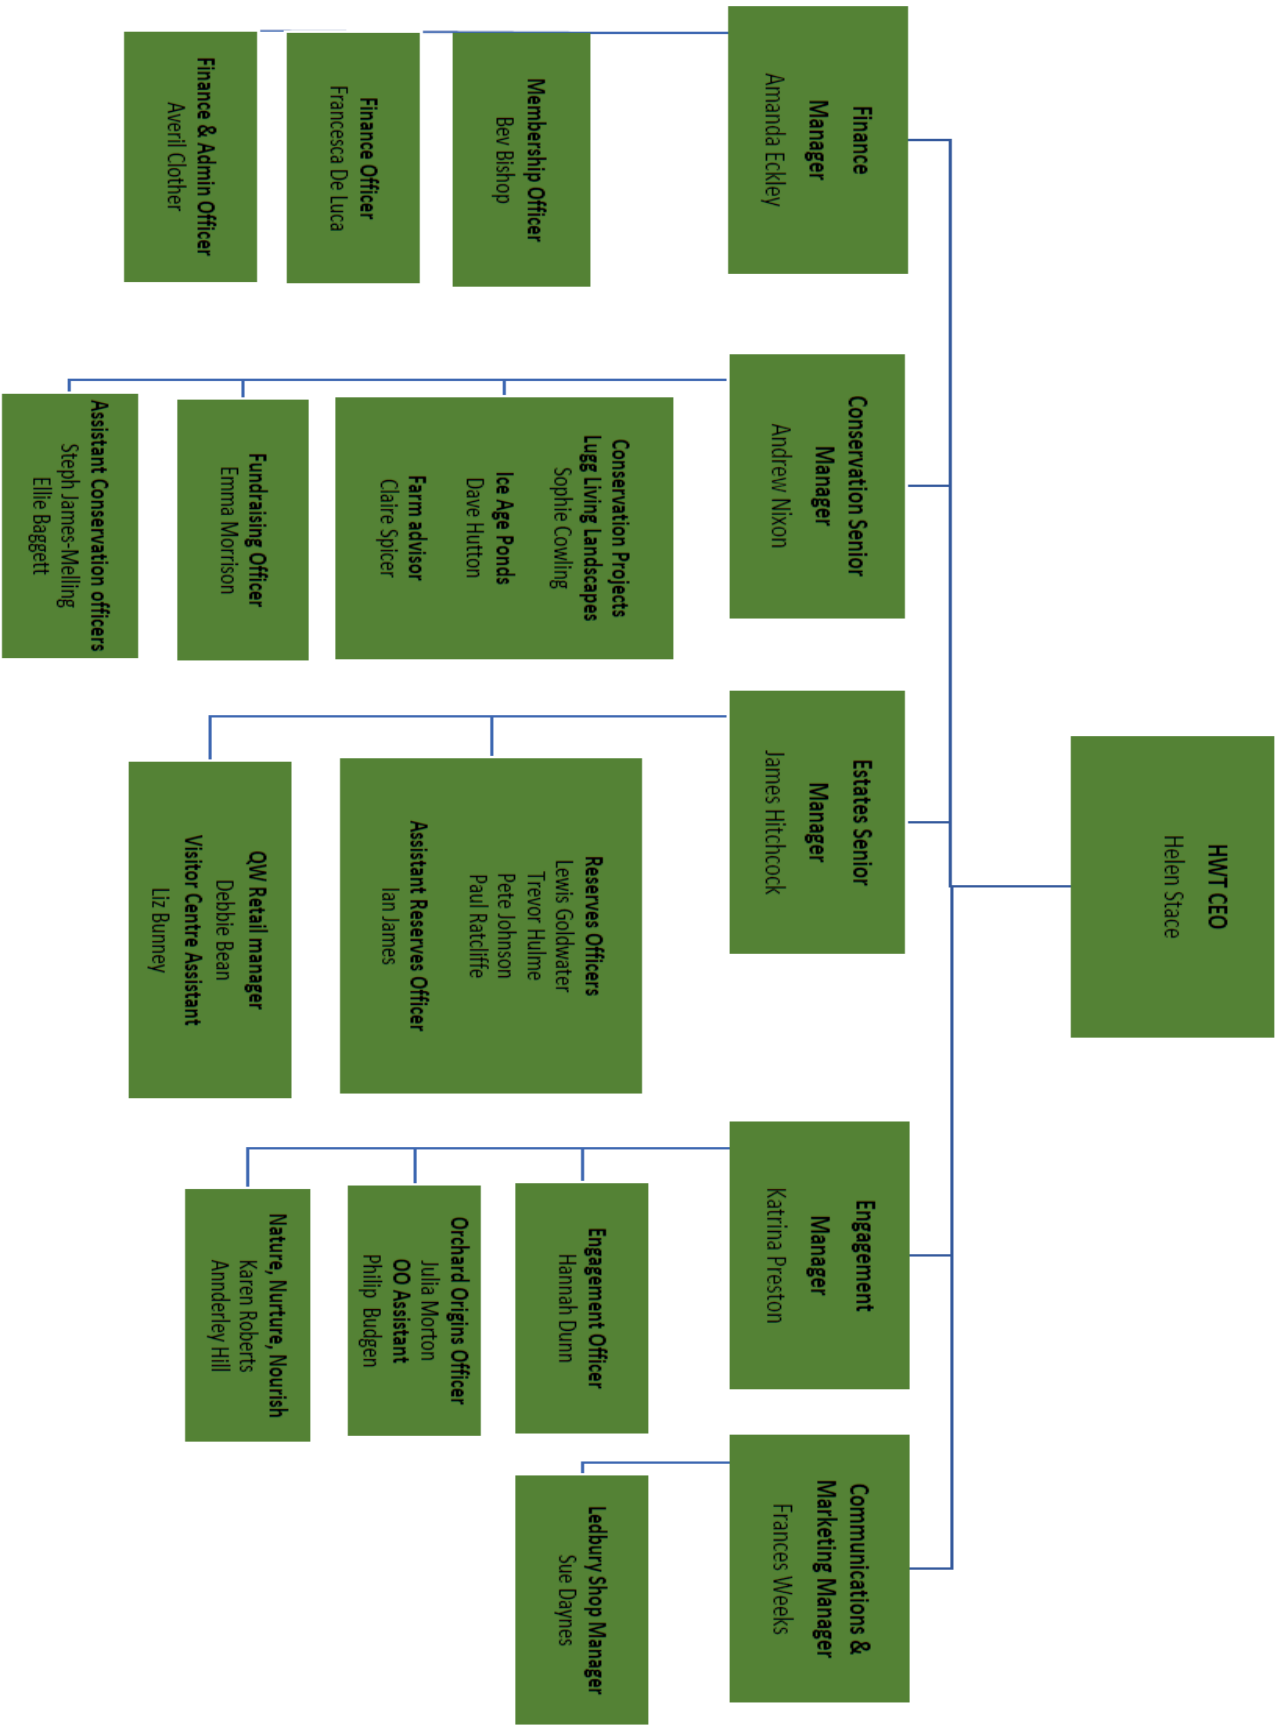 HWT CEO
Helen Stace
Finance
Manager
Amanda Eckley
Membership Officer
Bev Bishop
Finance Officer
Francesca De Luca
Finance & Admin Officer
Averil Clother
Conservation Senior
Manager
Andrew Nixon
Conservation Projects
Lugg Living Landscapes
Sophie Cowling
Ice Age Ponds
Dave Hutton
Farm advisor
Claire Spicer
Fundraising Officer
Emma Morrison
Assistant Conservation officers
Steph James-Melling
Ellie Baggett
Estates Senior
Manager
James Hitchcock
Reserves Officers
Lewis Goldwater
Trevor Hulme
Pete Johnson
Paul Ratcliffe
Assistant Reserves Officer
Ian James
QW Retail manager
Debbie Bean
Visitor Centre Assistant
Liz Bunney
Engagement
Manager
Katrina Preston
Engagement Officer
Hannah Dunn
Orchard Origins Officer
Julia Morton
OO Assistant
Philip Budgen
Nature, Nurture, Nourish
Karen Roberts
Annderley Hill
Communications &
Marketing Manager
Frances Weeks
Ledbury Shop Manager
Sue Daynes